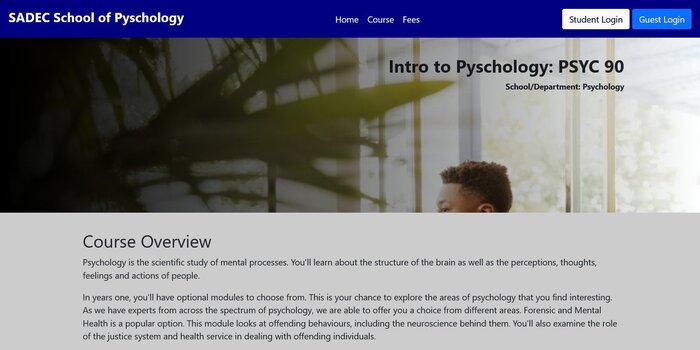 SADEC School of Pyschology
Home Course Fees
Student Login Guest Login
Intro to Pyschology: PSYC 90
School/Department: Psychology
Course Overview
Psychology is the scientific study of mental processes. You'll learn about the structure of the brain as well as the perceptions, thoughts,
feelings and actions of people.
In years one, you'll have optional modules to choose from. This is your chance to explore the areas of psychology that you find interesting.
As we have experts from across the spectrum of psychology, we are able to offer you a choice from different areas. Forensic and Mental
Health is a popular option. This module looks at offending behaviours, including the neuroscience behind them. You'll also examine the role
of the justice system and health service in dealing with offending individuals.